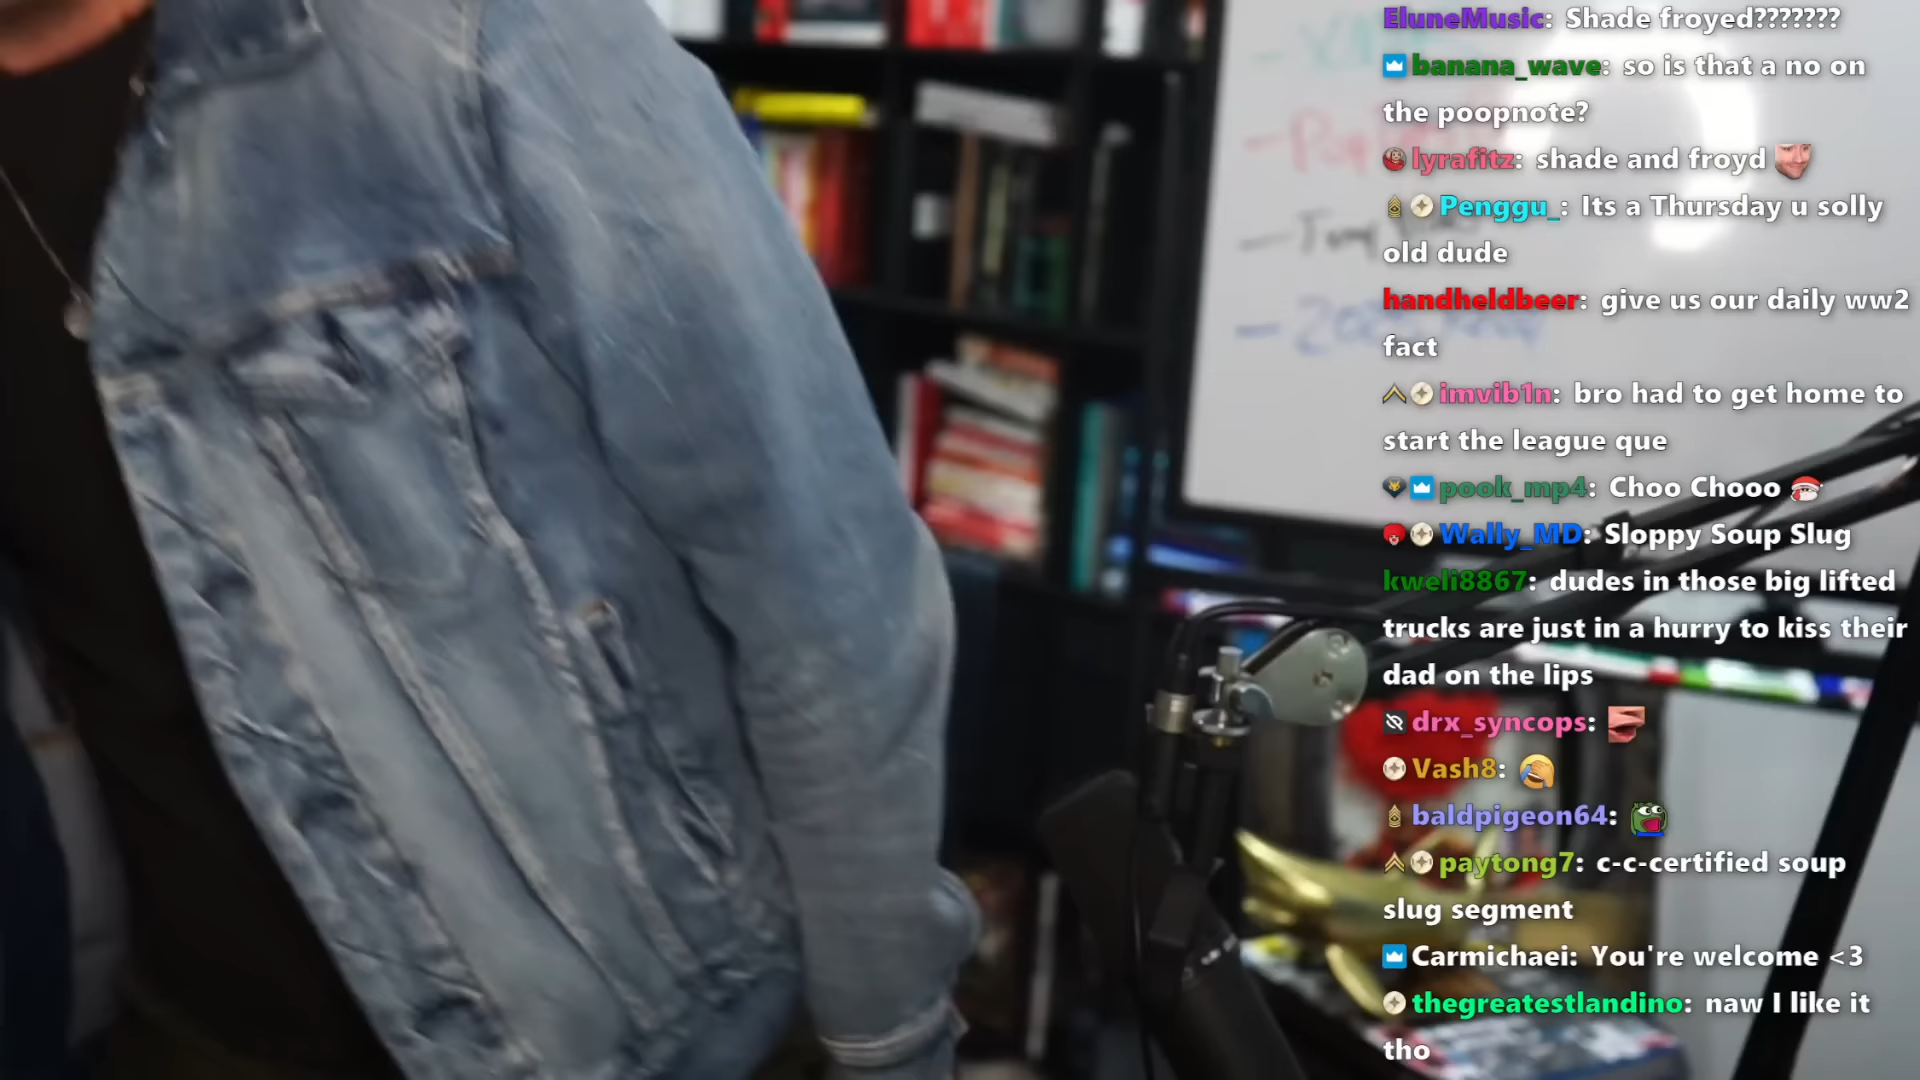 EluneMusic: Shade froyed???????
banana_wave: so is that a no on
the poopnote?
lyrafitz: shade and froyd
Penggu_: Its a Thursday u solly
old dude
handheldbeer: give us our daily ww2
fact
imvib1n: bro had to get home to
start the league que
pook_mp4: Choo Chooo
Wally_MD: Sloppy Soup Slug
kweli8867: dudes in those big lifted
trucks are just in a hurry to kiss their
dad on the lips
drx_syncops:
Vash8:
baldpigeon64:
paytong7: c-c-certified soup
slug segment
Carmichaei: You're welcome <3
thegreatestlandino: naw I like it
tho